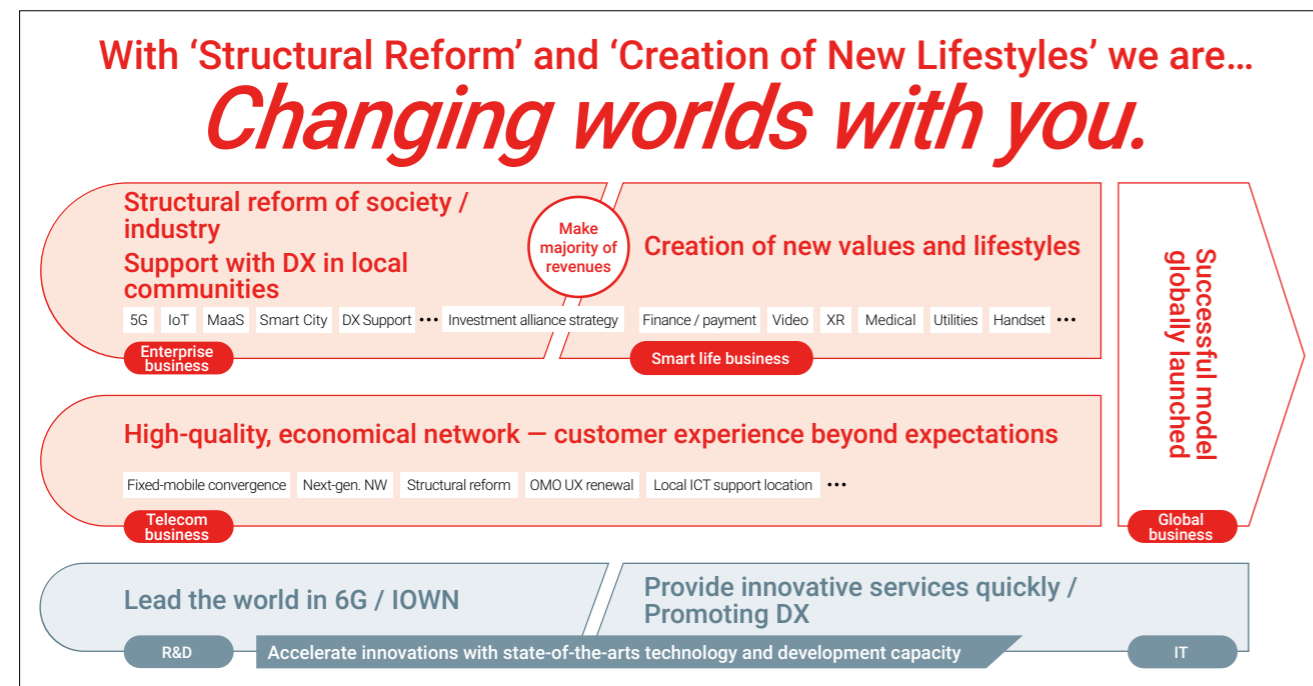 With ‘Structural Reform’ and ‘Creation of New Lifestyles’ we are…
Changing worlds with you.
Structural reform of society /
industry
Support with DX in local
communities
5G IoT MaaS Smart City DX Support ••• Investment alliance strategy
Enterprise
business
Make
majority of
revenues
Creation of new values and lifestyles
Finance / payment Video XR Medical Utilities Handset •••
Smart life business
High-quality, economical network — customer experience beyond expectations
Fixed-mobile convergence Next-gen. NW Structural reform OMO UX renewal Local ICT support location •••
Telecom
business
Successful model
globally launched
Global
business
Lead the world in 6G / IOWN
Provide innovative services quickly /
Promoting DX
R&D
Accelerate innovations with state-of-the-arts technology and development capacity
IT